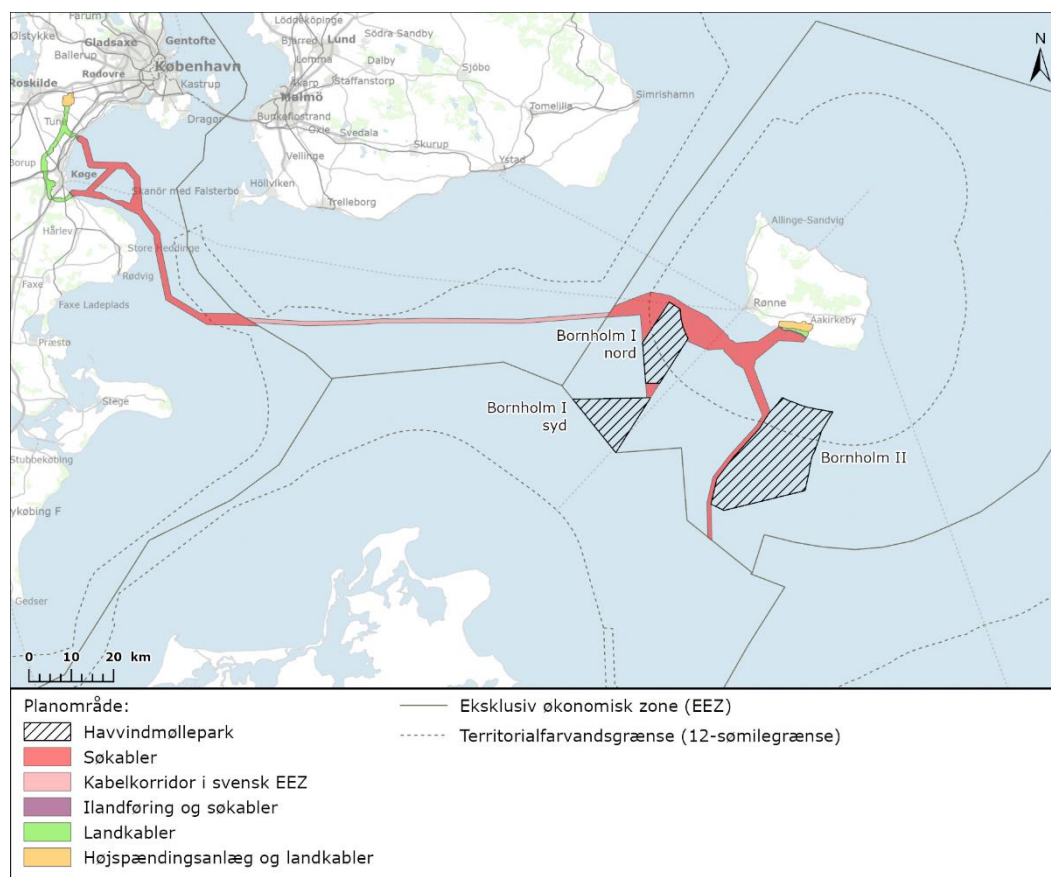 Farum
Ølstykke
Gladsaxe
Gentofte
Ballerup
København
Rødovre
Kastrup
Roskilde
Dragør
Tune
Borup
Køge
Hårlev
Store Heddinge
Rødvig
Faxe
Faxe Ladeplads
Præstø
Stege
Stubbekøbing
ykøbing F
Gedser
Löddeköpinge
Bjärred
Lund
Södra Sandby
Lomma
Dalby
Sjöbo
Åkarp
Staffanstorp
Malmö
Bunkeflostrand
Oxie
Svedala
Tomelilla
Simrishamn
Skurup
Vellinge
Ystad
Höllviken
Skanör med Falsterbo
Trelleborg
N
Allinge-Sandvig
Rønne
Aakirkeby
Bornholm I
nord
Bornholm I
syd
Bornholm II
0 10 20 km
Planområde:
Havvindmøllepark
Søkabler
Kabelkorridor i svensk EEZ
Ilandføring og søkabler
Landkabler
Højspændingsanlæg og landkabler
Eksklusiv økonomisk zone (EEZ)
Territorialfarvandsgrænse (12-sømilegrænse)